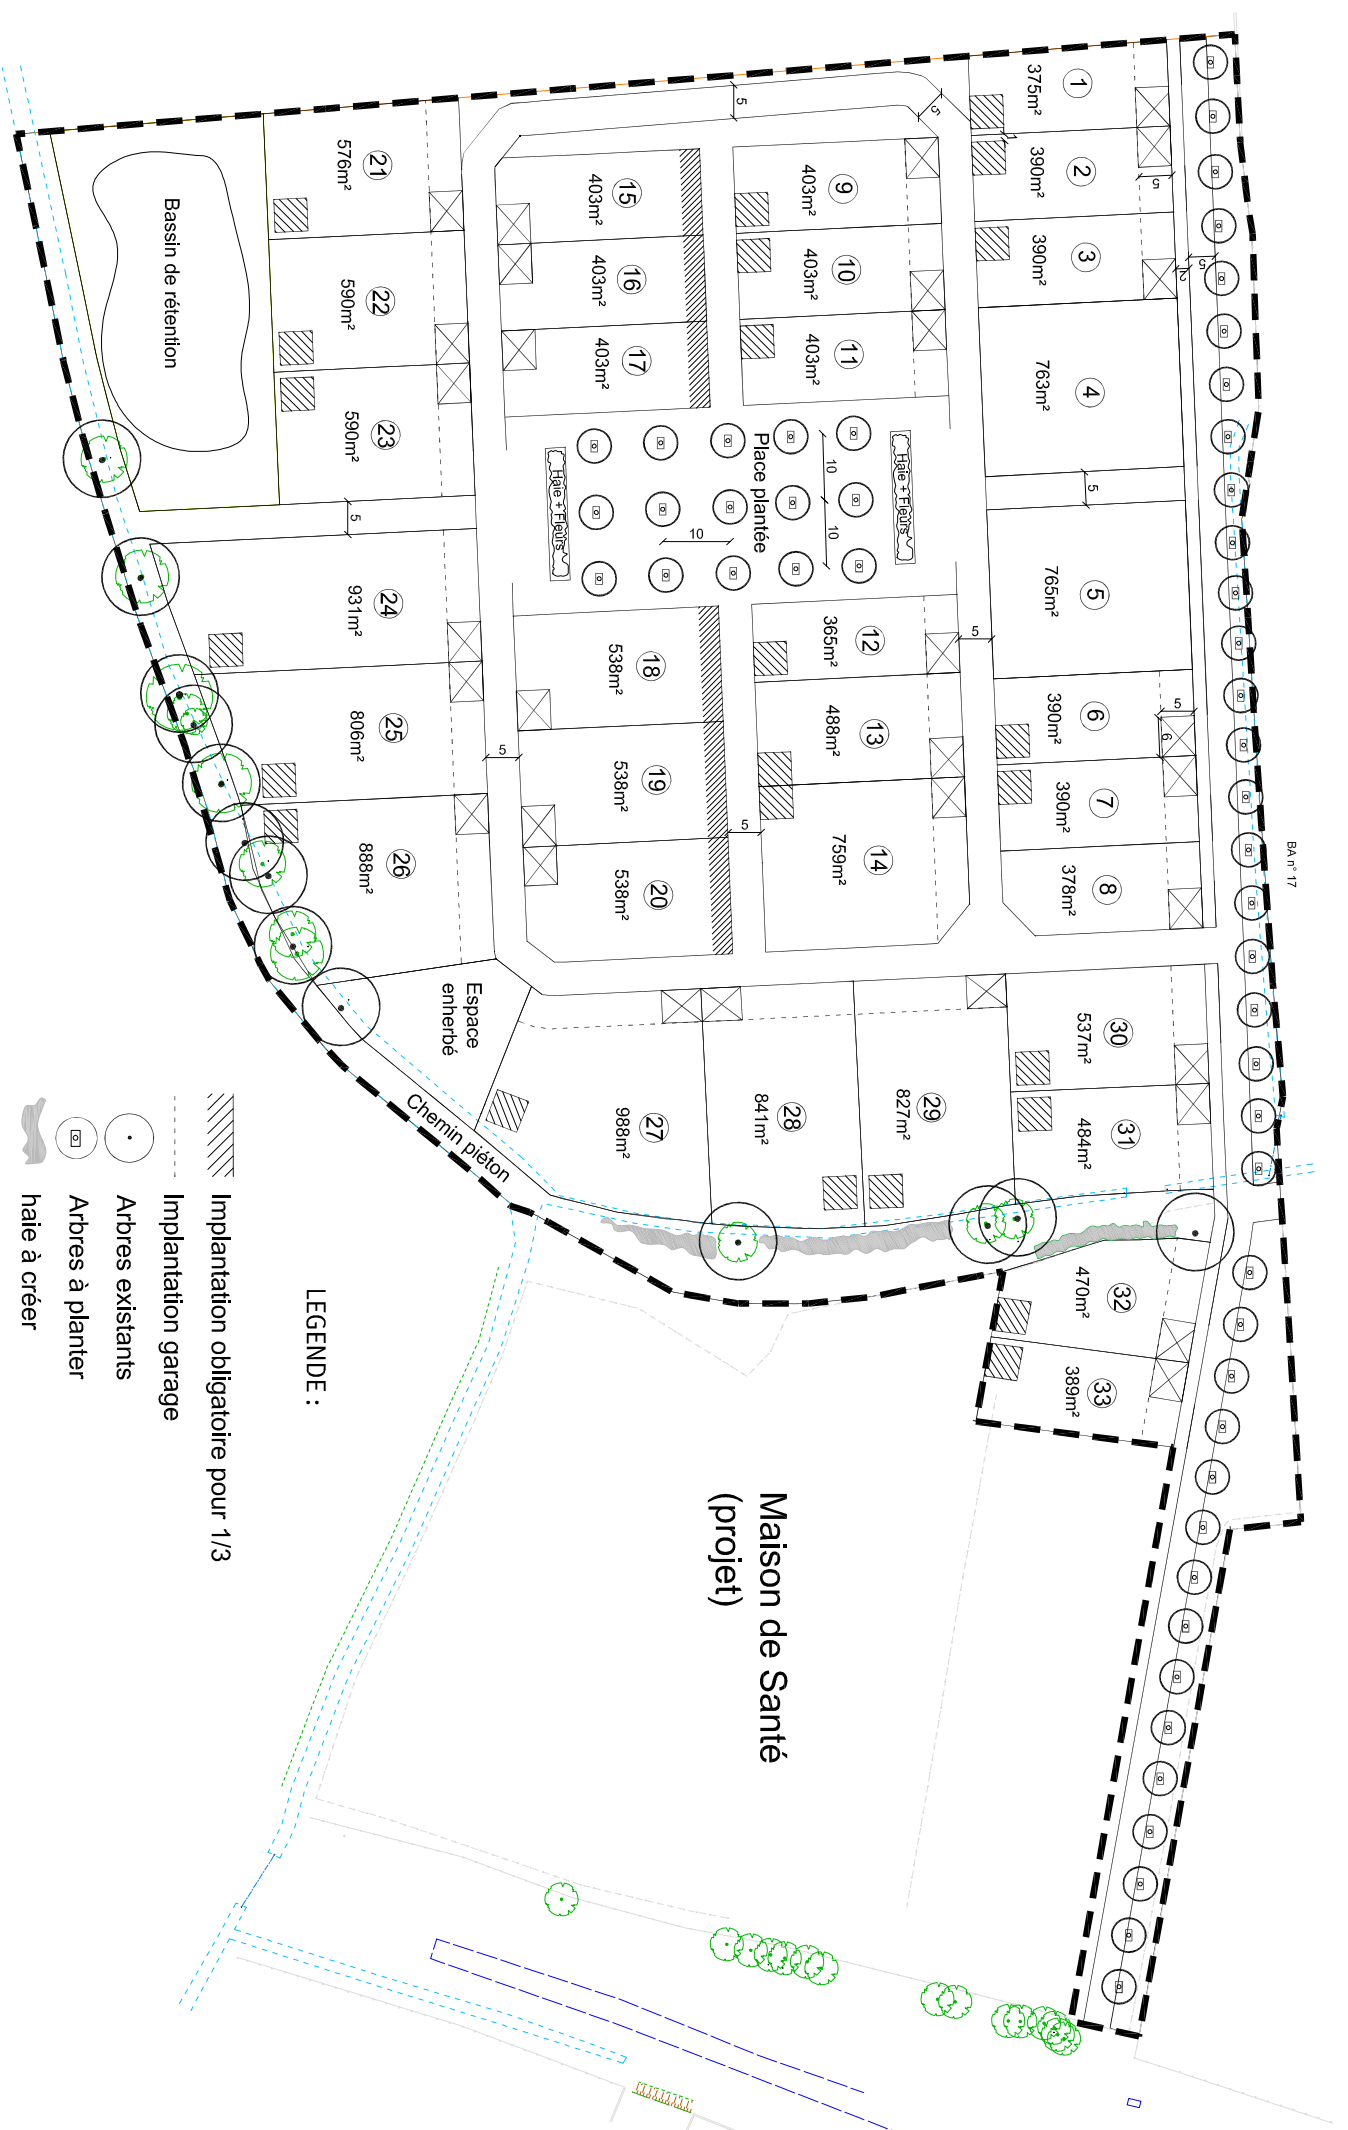 1
375m²
2
390m²
3
390m²
4
763m²
5
765m²
6
390m²
7
390m²
8
378m²
9
403m²
10
403m²
11
403m²
12
365m²
13
488m²
14
759m²
15
403m²
16
403m²
17
403m²
18
538m²
19
538m²
20
538m²
21
576m²
22
590m²
23
590m²
24
931m²
25
806m²
26
888m²
27
988m²
28
841m²
29
827m²
30
537m²
31
484m²
32
470m²
33
389m²
5
5
5
5
2
5
5
5
6
5
5
5
10
10
10
BA n° 17
Haie + Fleurs
Place plantée
Haie + Fleurs
Bassin de rétention
Espace
enherbé
Chemin piéton
Maison de Santé
(projet)
LEGENDE :
Implantation obligatoire pour 1/3
Implantation garage
Arbres existants
Arbres à planter
haie à créer